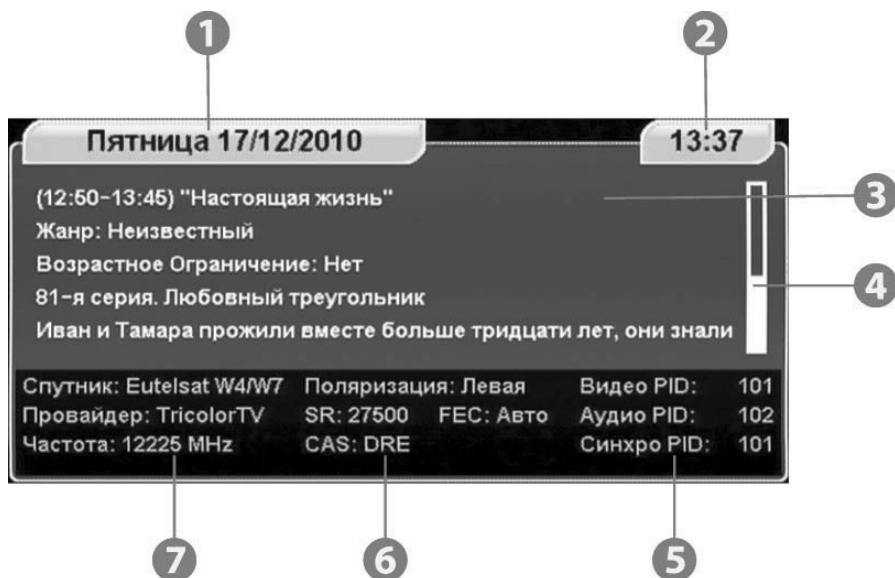 1 2
Пятница 17/12/2010 13:37
(12:50-13:45) "Настоящая жизнь" 3
Жанр: Неизвестный
Возрастное Ограничение: Нет
81-я серия. Любовный треугольник 4
Иван и Тамара прожили вместе больше тридцати лет, они знали
Спутник: Eutelsat W4/W7 Поляризация: Левая Видео PID: 101
Провайдер: TricolorTV SR: 27500 FEC: Авто Аудио PID: 102
Частота: 12225 MHz CAS: DRE Синхро PID: 101
7 6 5